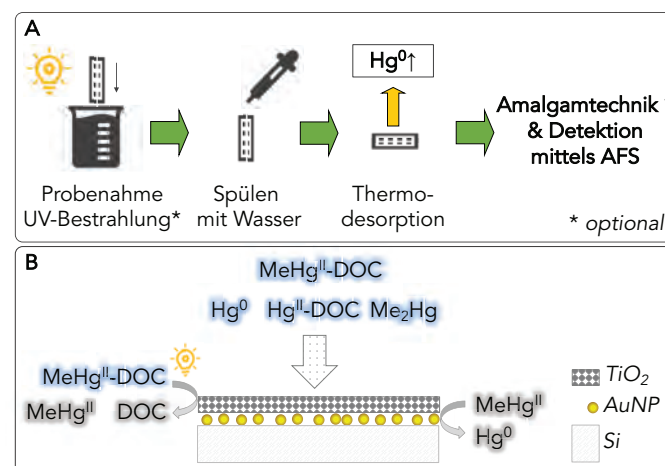 A
Hg⁰↑
Amalgamtechnik
& Detektion
mittels AFS
Probenahme
UV-Bestrahlung*
Spülen
mit Wasser
Thermo-
desorption
* optional
B
MeHgᴵᴵ-DOC
Hg⁰ Hgᴵᴵ-DOC Me₂Hg
MeHgᴵᴵ-DOC
MeHgᴵᴵ DOC
MeHgᴵᴵ
Hg⁰
TiO₂
AuNP
Si